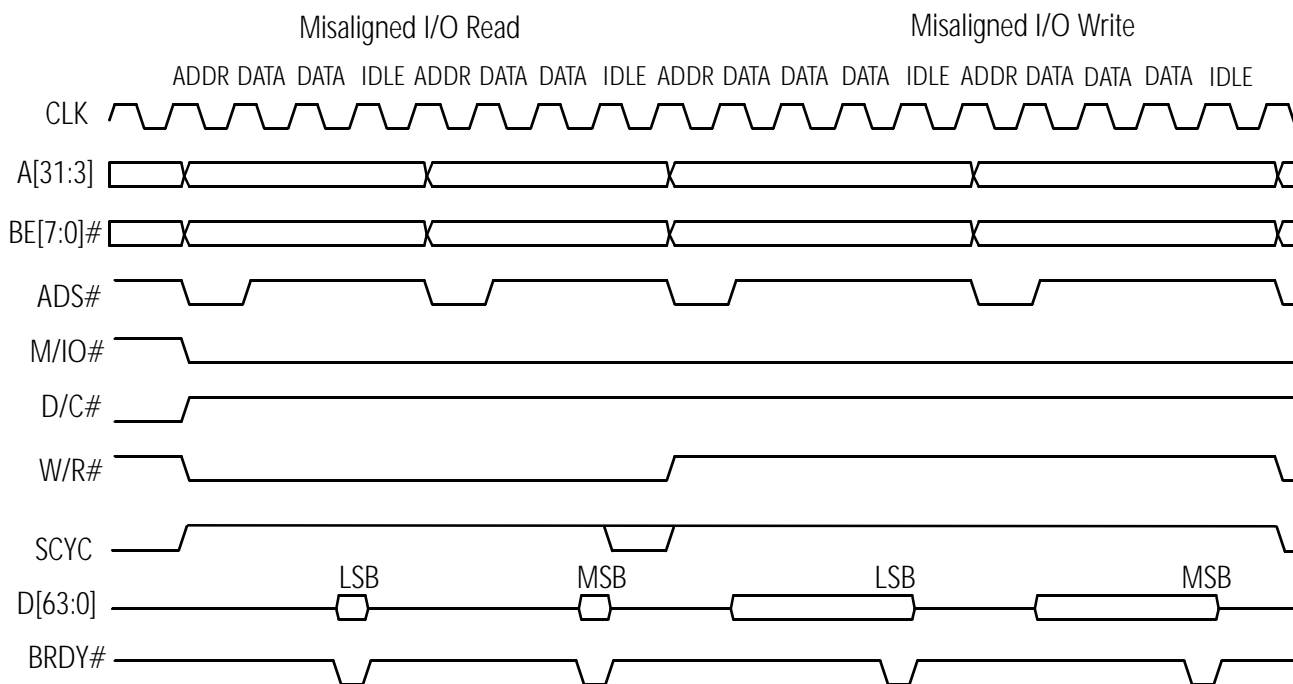 Misaligned I/O Read Misaligned I/O Write
ADDR DATA DATA IDLE ADDR DATA DATA IDLE ADDR DATA DATA DATA IDLE ADDR DATA DATA DATA IDLE
CLK
A[31:3]
BE[7:0]#
ADS#
M/IO#
D/C#
W/R#
SCYC
LSB MSB LSB MSB
D[63:0]
BRDY#